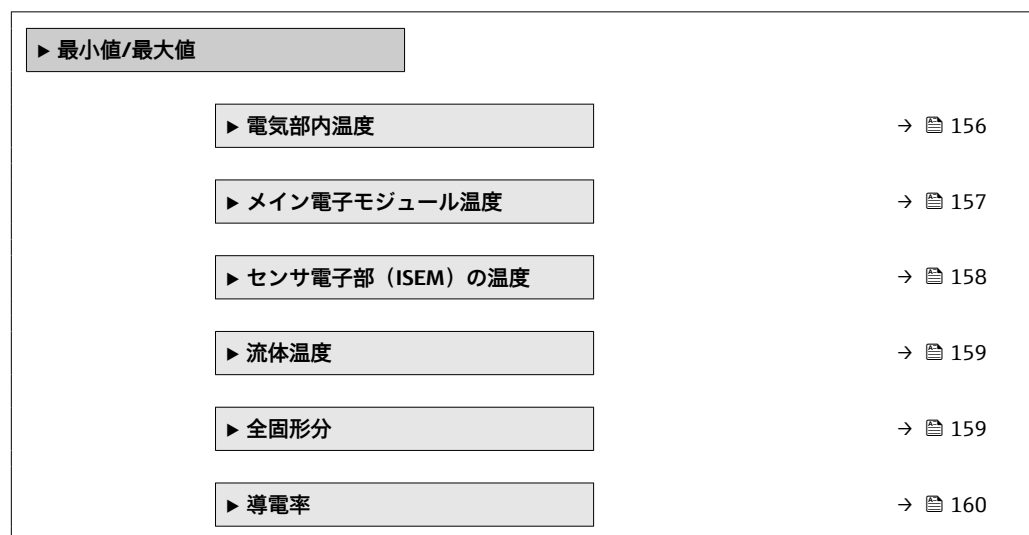 ▶ 最小値/最大値
▶ 電気部内温度 → 🖹 156
▶ メイン電子モジュール温度 → 🖹 157
▶ センサ電子部（ISEM）の温度 → 🖹 158
▶ 流体温度 → 🖹 159
▶ 全固形分 → 🖹 159
▶ 導電率 → 🖹 160